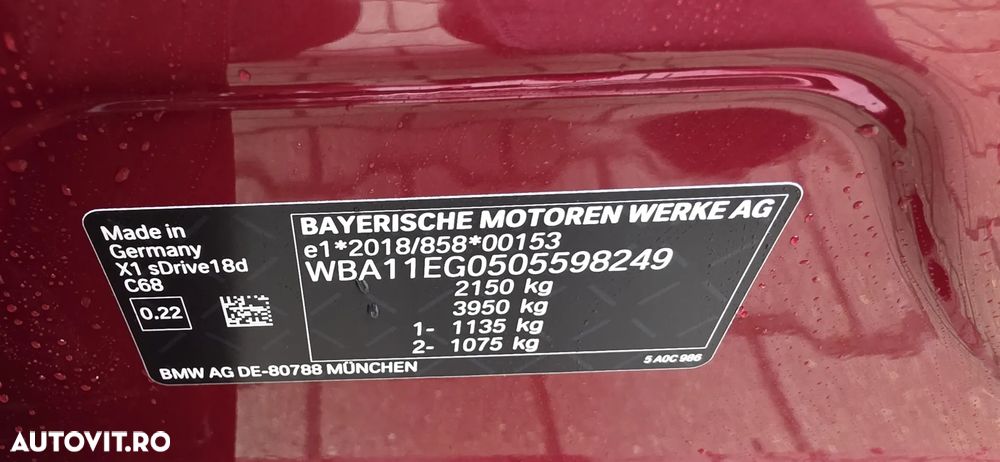 Made in
Germany
X1 sDrive18d
C68
0.22
BAYERISCHE MOTOREN WERKE AG
e1*2018/858*00153
WBA11EG0505598249
2150 kg
3950 kg
1- 1135 kg
2- 1075 kg
BMW AG DE-80788 MÜNCHEN
5 A0C 986
AUTOVIT.RO